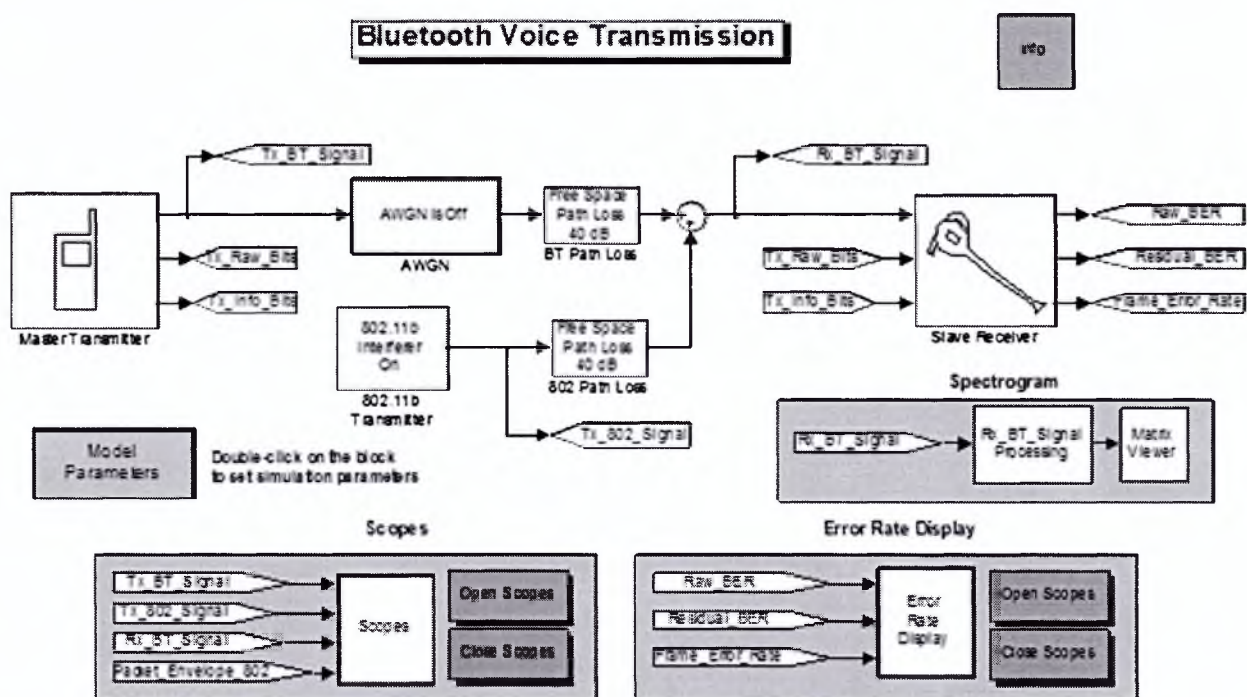 Bluetooth Voice Transmission
Info
Tx_BT_Signal
Rx_BT_Signal
AWGN is Off
Free Space
Path Loss
40 dB
Raw_BER
Tx_Raw_Bits
AWGN
BT Path Loss
Tx_Raw_Bits
Residual_BER
Tx_Info_Bits
Tx_Info_Bits
Frame_Error_Rate
Master Transmitter
802.11b
Interferer
On
Free Space
Path Loss
40 dB
Slave Receiver
802.11b
Transmitter
802 Path Loss
Spectrogram
Tx_802_Signal
Rx_BT_Signal
Rx_BT_Signal
Processing
Matrix
Viewer
Model
Parameters
Double-click on the block
to set simulation parameters
Scopes
Error Rate Display
Tx_BT_Signal
Tx_802_Signal
Rx_BT_Signal
Packet_Envelope_802
Scopes
Open Scopes
Close Scopes
Raw_BER
Residual_BER
Frame_Error_Rate
Error
Rate
Display
Open Scopes
Close Scopes